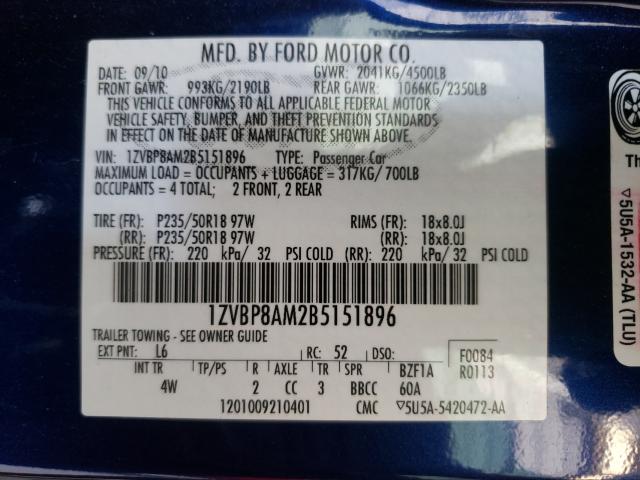 MFD. BY FORD MOTOR CO.
DATE: 09/10 GVWR: 2041KG/4500LB
FRONT GAWR: 993KG/2190LB REAR GAWR: 1066KG/2350LB
THIS VEHICLE CONFORMS TO ALL APPLICABLE FEDERAL MOTOR
VEHICLE SAFETY, BUMPER, AND THEFT PREVENTION STANDARDS
IN EFFECT ON THE DATE OF MANUFACTURE SHOWN ABOVE.
VIN: 1ZVBP8AM2B5151896 TYPE: Passenger Car
MAXIMUM LOAD = OCCUPANTS + LUGGAGE = 317KG/700LB
OCCUPANTS = 4 TOTAL; 2 FRONT, 2 REAR
TIRE (FR): P235/50R18 97W RIMS (FR): 18x8.0J
(RR): P235/50R18 97W (RR): 18x8.0J
PRESSURE (FR): 220 kPa/ 32 PSI COLD (RR): 220 kPa/ 32 PSI COLD
1ZVBP8AM2B5151896
TRAILER TOWING - SEE OWNER GUIDE
EXT PNT: L6 RC: 52 DSO: F0084
INT TR TP/PS R AXLE TR SPR BZF1A R0113
4W 2 CC 3 BBCC 60A
1201009210401 CMC ▽5U5A-5420472-AA
Th
▽5U5A-1532-AA (TLU)